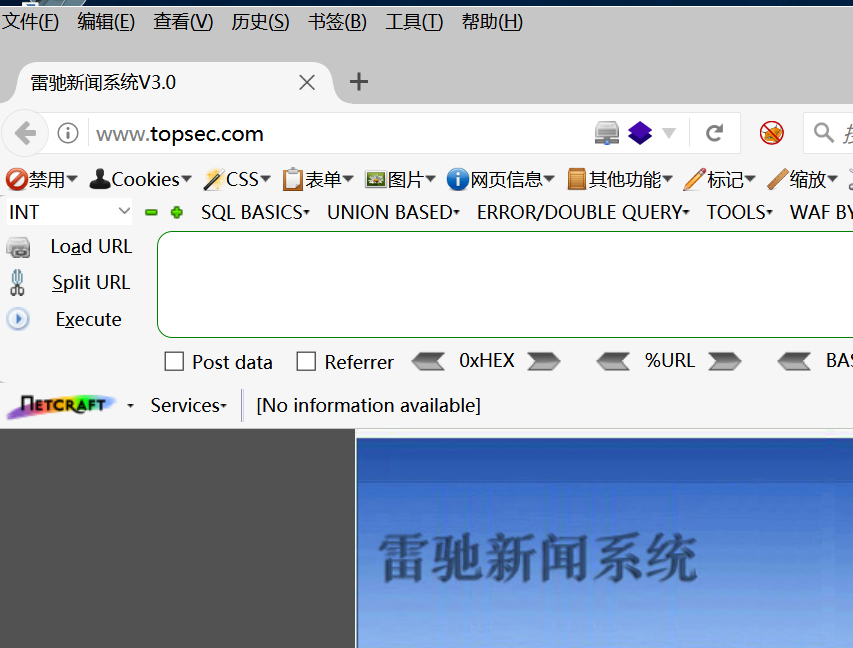 文件(F) 编辑(E) 查看(V) 历史(S) 书签(B) 工具(T) 帮助(H)
雷驰新闻系统V3.0
www.topsec.com
禁用 Cookies CSS 表单 图片 网页信息 其他功能 标记 缩放
INT SQL BASICS UNION BASED ERROR/DOUBLE QUERY TOOLS WAF BY
Load URL
Split URL
Execute
Post data Referrer 0xHEX %URL BAS
NETCRAFT Services [No information available]
雷驰新闻系统